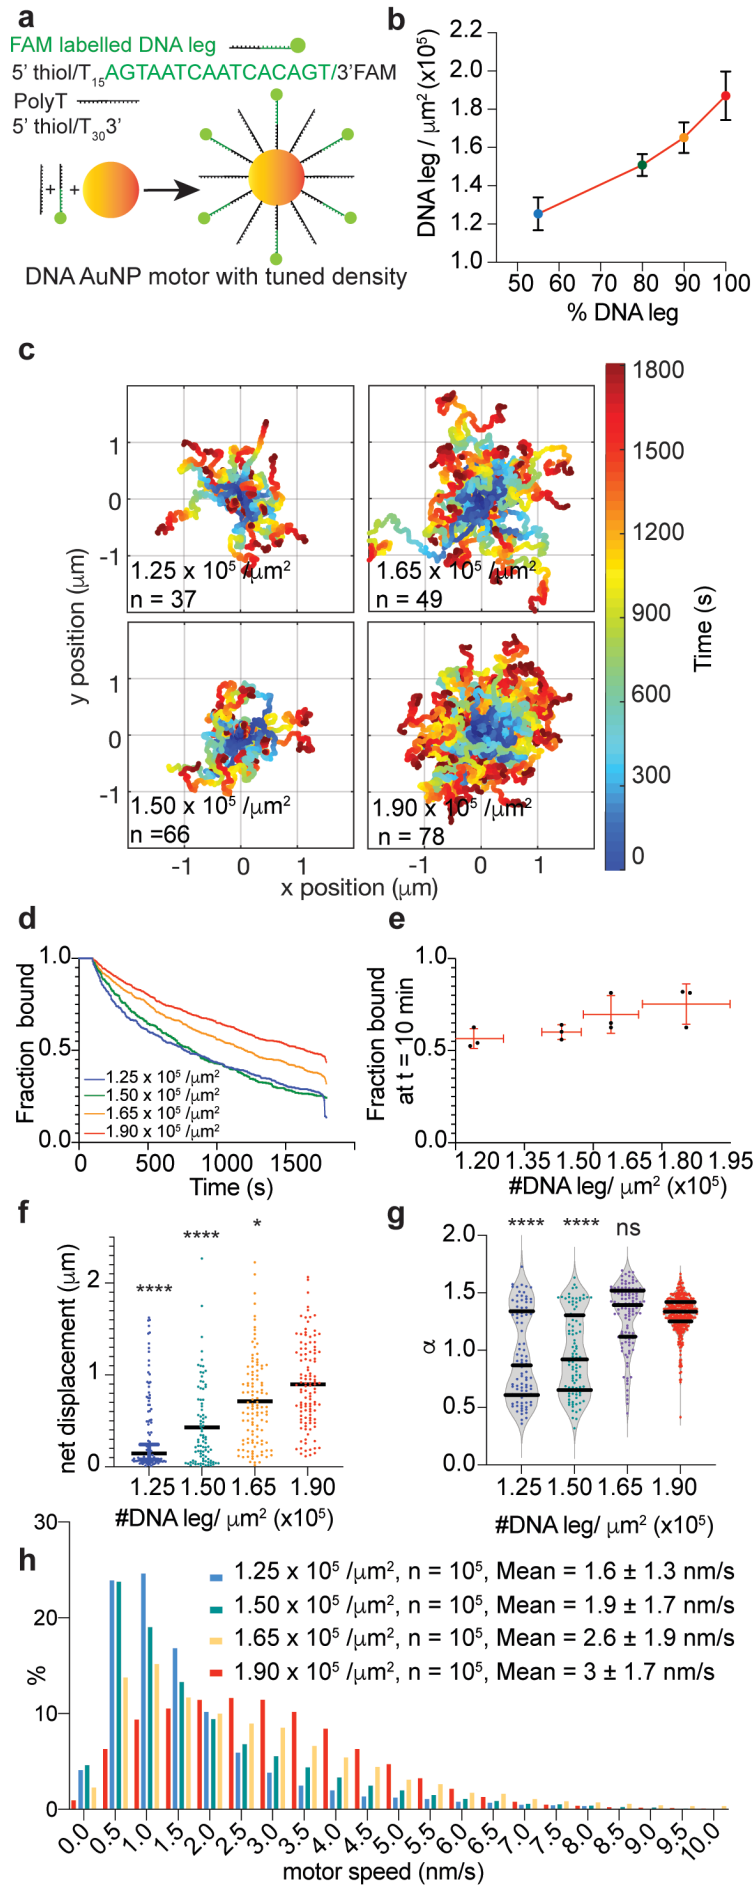 a
FAM labelled DNA leg
5' thiol/T15AGTAATCAATCACAGT/3'FAM
PolyT
5' thiol/T303'
+ +
DNA AuNP motor with tuned density
b
DNA leg / μm² (x10⁵)
2.2
2.0
1.8
1.6
1.4
1.2
1.0
50 60 70 80 90 100
% DNA leg
c
y position (μm)
1
0
-1
1.25 x 10⁵ /μm²
n = 37
1.65 x 10⁵ /μm²
n = 49
1
0
-1
1.50 x 10⁵ /μm²
n =66
1.90 x 10⁵ /μm²
n = 78
-1 0 1
-1 0 1
x position (μm)
1800
1500
1200
900
600
300
0
Time (s)
d
Fraction bound
1.0
0.5
0.0
1.25 x 10⁵ /μm²
1.50 x 10⁵ /μm²
1.65 x 10⁵ /μm²
1.90 x 10⁵ /μm²
0 500 1000 1500
Time (s)
e
Fraction bound
at t = 10 min
1.0
0.5
0.0
1.20 1.35 1.50 1.65 1.80 1.95
#DNA leg/ μm² (x10⁵)
f
net displacement (μm)
2
1
0
**** **** *
1.25 1.50 1.65 1.90
#DNA leg/ μm² (x10⁵)
g
α
2.0
1.5
1.0
0.5
0.0
**** **** ns
1.25 1.50 1.65 1.90
#DNA leg/ μm² (x10⁵)
h
%
30
20
10
0
1.25 x 10⁵ /μm², n = 10⁵, Mean = 1.6 ± 1.3 nm/s
1.50 x 10⁵ /μm², n = 10⁵, Mean = 1.9 ± 1.7 nm/s
1.65 x 10⁵ /μm², n = 10⁵, Mean = 2.6 ± 1.9 nm/s
1.90 x 10⁵ /μm², n = 10⁵, Mean = 3 ± 1.7 nm/s
0.0 0.5 1.0 1.5 2.0 2.5 3.0 3.5 4.0 4.5 5.0 5.5 6.0 6.5 7.0 7.5 8.0 8.5 9.0 9.5 10.0
motor speed (nm/s)